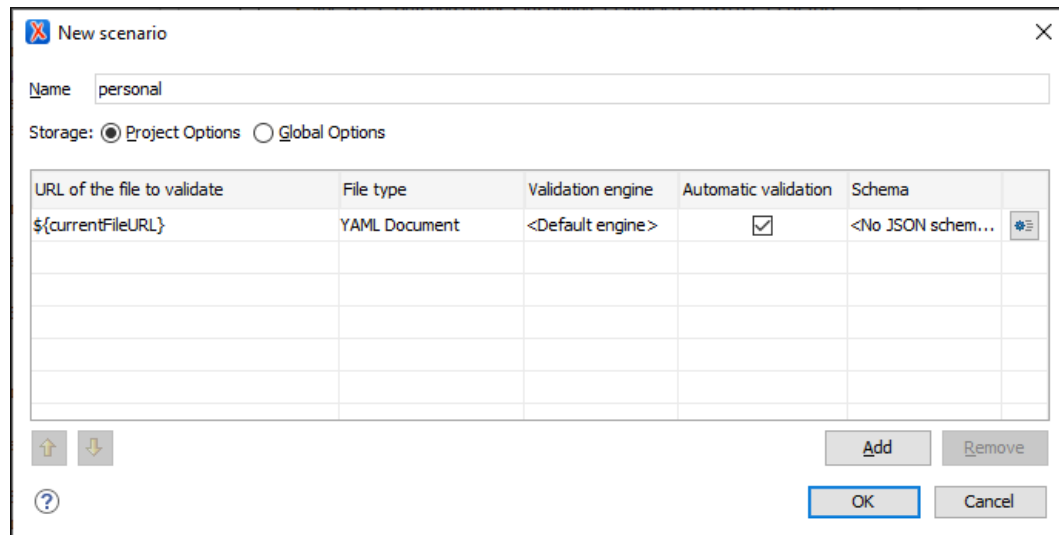 New scenario
Name personal
Storage: Project Options Global Options
URL of the file to validate File type Validation engine Automatic validation Schema
${currentFileURL} YAML Document <Default engine> <No JSON schem...
Add Remove
OK Cancel